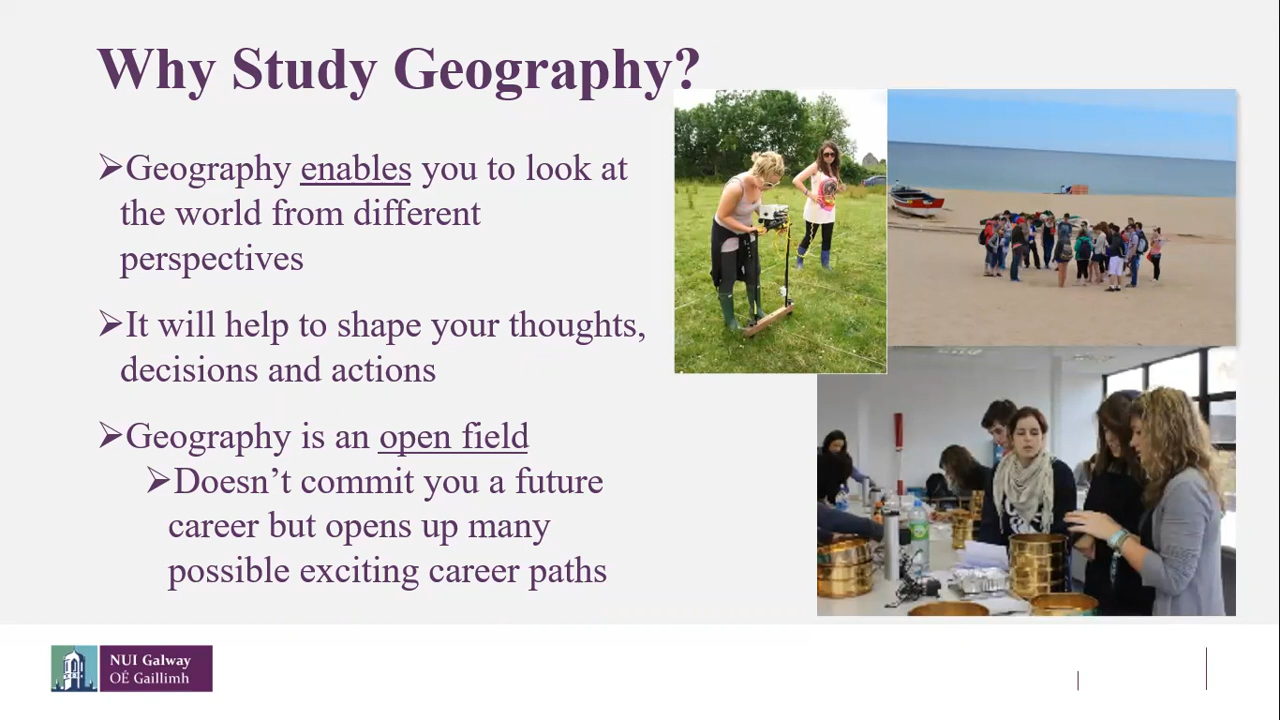 Why Study Geography?
➢Geography enables you to look at
the world from different
perspectives
➢It will help to shape your thoughts,
decisions and actions
➢Geography is an open field
➢Doesn’t commit you a future
career but opens up many
possible exciting career paths
NUI Galway
OÉ Gaillimh